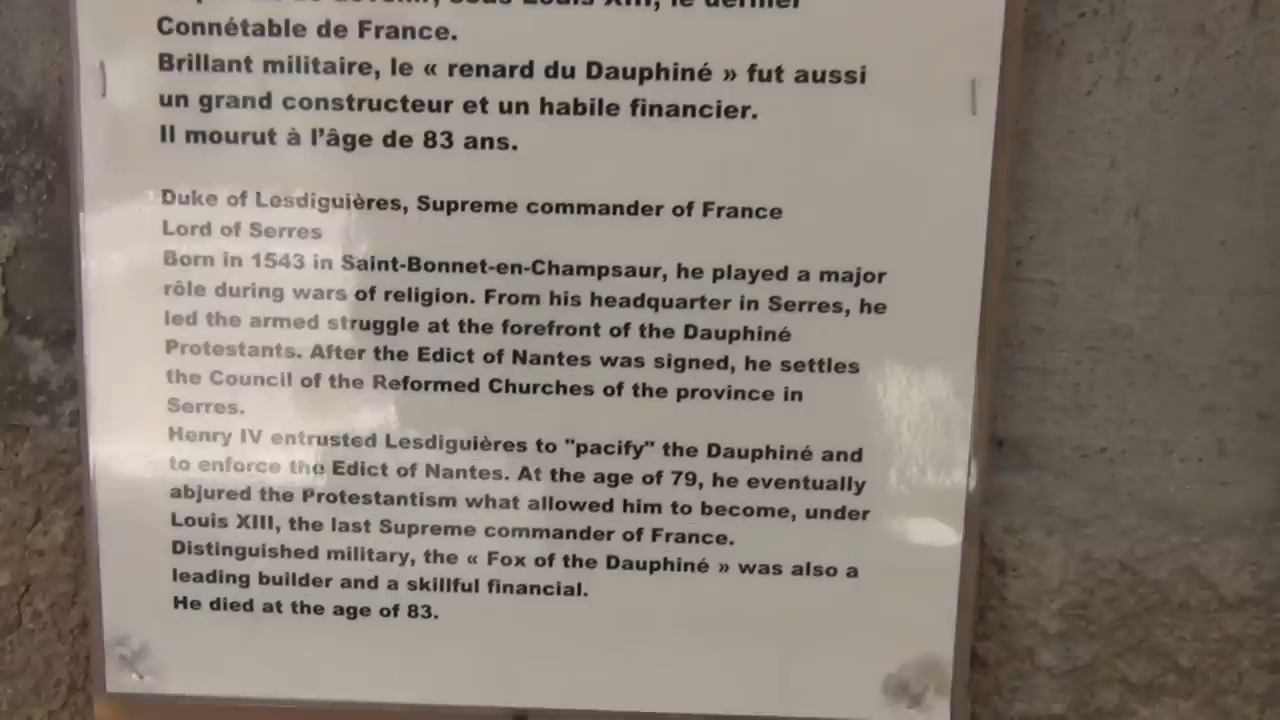 devenir, sous Louis XIII, le dernier
Connétable de France.
Brillant militaire, le « renard du Dauphiné » fut aussi
un grand constructeur et un habile financier.
Il mourut à l'âge de 83 ans.
Duke of Lesdiguières, Supreme commander of France
Lord of Serres
Born in 1543 in Saint-Bonnet-en-Champsaur, he played a major
rôle during wars of religion. From his headquarter in Serres, he
led the armed struggle at the forefront of the Dauphiné
Protestants. After the Edict of Nantes was signed, he settles
the Council of the Reformed Churches of the province in
Serres.
Henry IV entrusted Lesdiguières to "pacify" the Dauphiné and
to enforce the Edict of Nantes. At the age of 79, he eventually
abjured the Protestantism what allowed him to become, under
Louis XIII, the last Supreme commander of France.
Distinguished military, the « Fox of the Dauphiné » was also a
leading builder and a skillful financial.
He died at the age of 83.